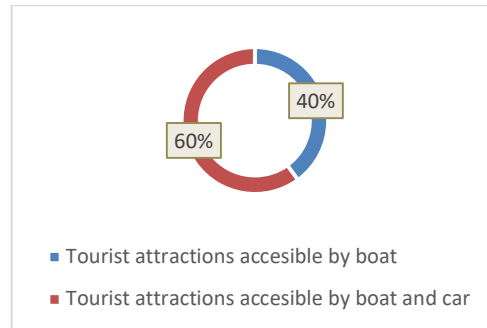 40%
60%
Tourist attractions accesible by boat
Tourist attractions accesible by boat and car